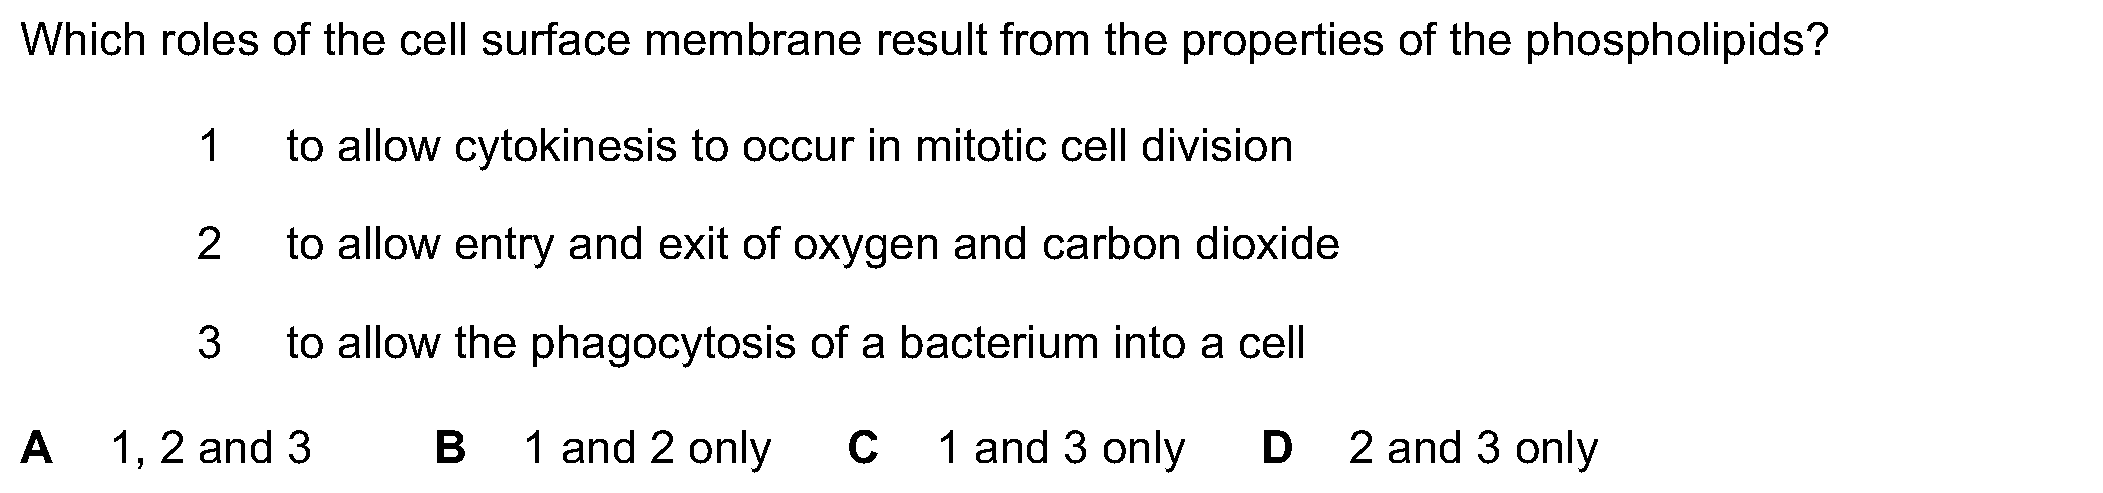 Which roles of the cell surface membrane result from the properties of the phospholipids?
1 to allow cytokinesis to occur in mitotic cell division
2 to allow entry and exit of oxygen and carbon dioxide
3 to allow the phagocytosis of a bacterium into a cell
A 1, 2 and 3 B 1 and 2 only C 1 and 3 only D 2 and 3 only